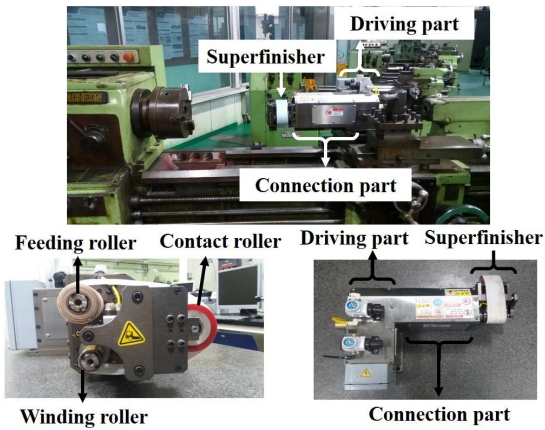 Driving part
Superfinisher
Connection part
Feeding roller
Contact roller
Driving part
Superfinisher
Winding roller
Connection part